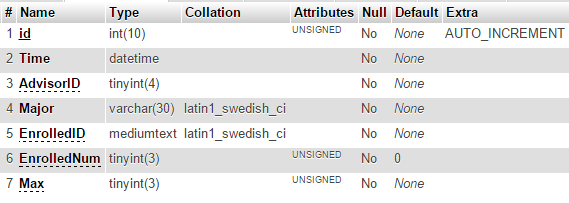 # Name Type Collation Attributes Null Default Extra
1 id int(10) UNSIGNED No None AUTO_INCREMENT
2 Time datetime No None
3 AdvisorID tinyint(4) No None
4 Major varchar(30) latin1_swedish_ci No None
5 EnrolledID mediumtext latin1_swedish_ci No None
6 EnrolledNum tinyint(3) UNSIGNED No 0
7 Max tinyint(3) UNSIGNED No None